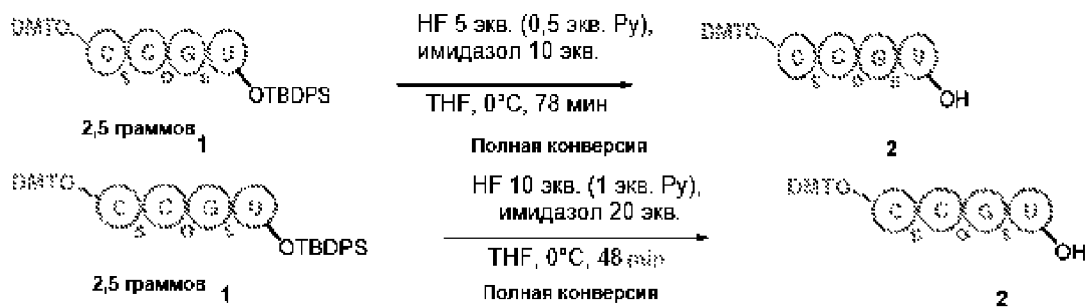 HF 5 экв. (0,5 экв. Ру),
имидазол 10 экв.
DMTO
C C G U
S O S
OTBDPS
THF, 0°C, 78 мин
DMTO
C C G U
OH
2,5 граммов 1
Полная конверсия
2
HF 10 экв. (1 экв. Ру),
имидазол 20 экв.
DMTO
C C G U
S O S
OTBDPS
THF, 0°C, 48 min
DMTO
C C G U
OH
2,5 граммов 1
Полная конверсия
2